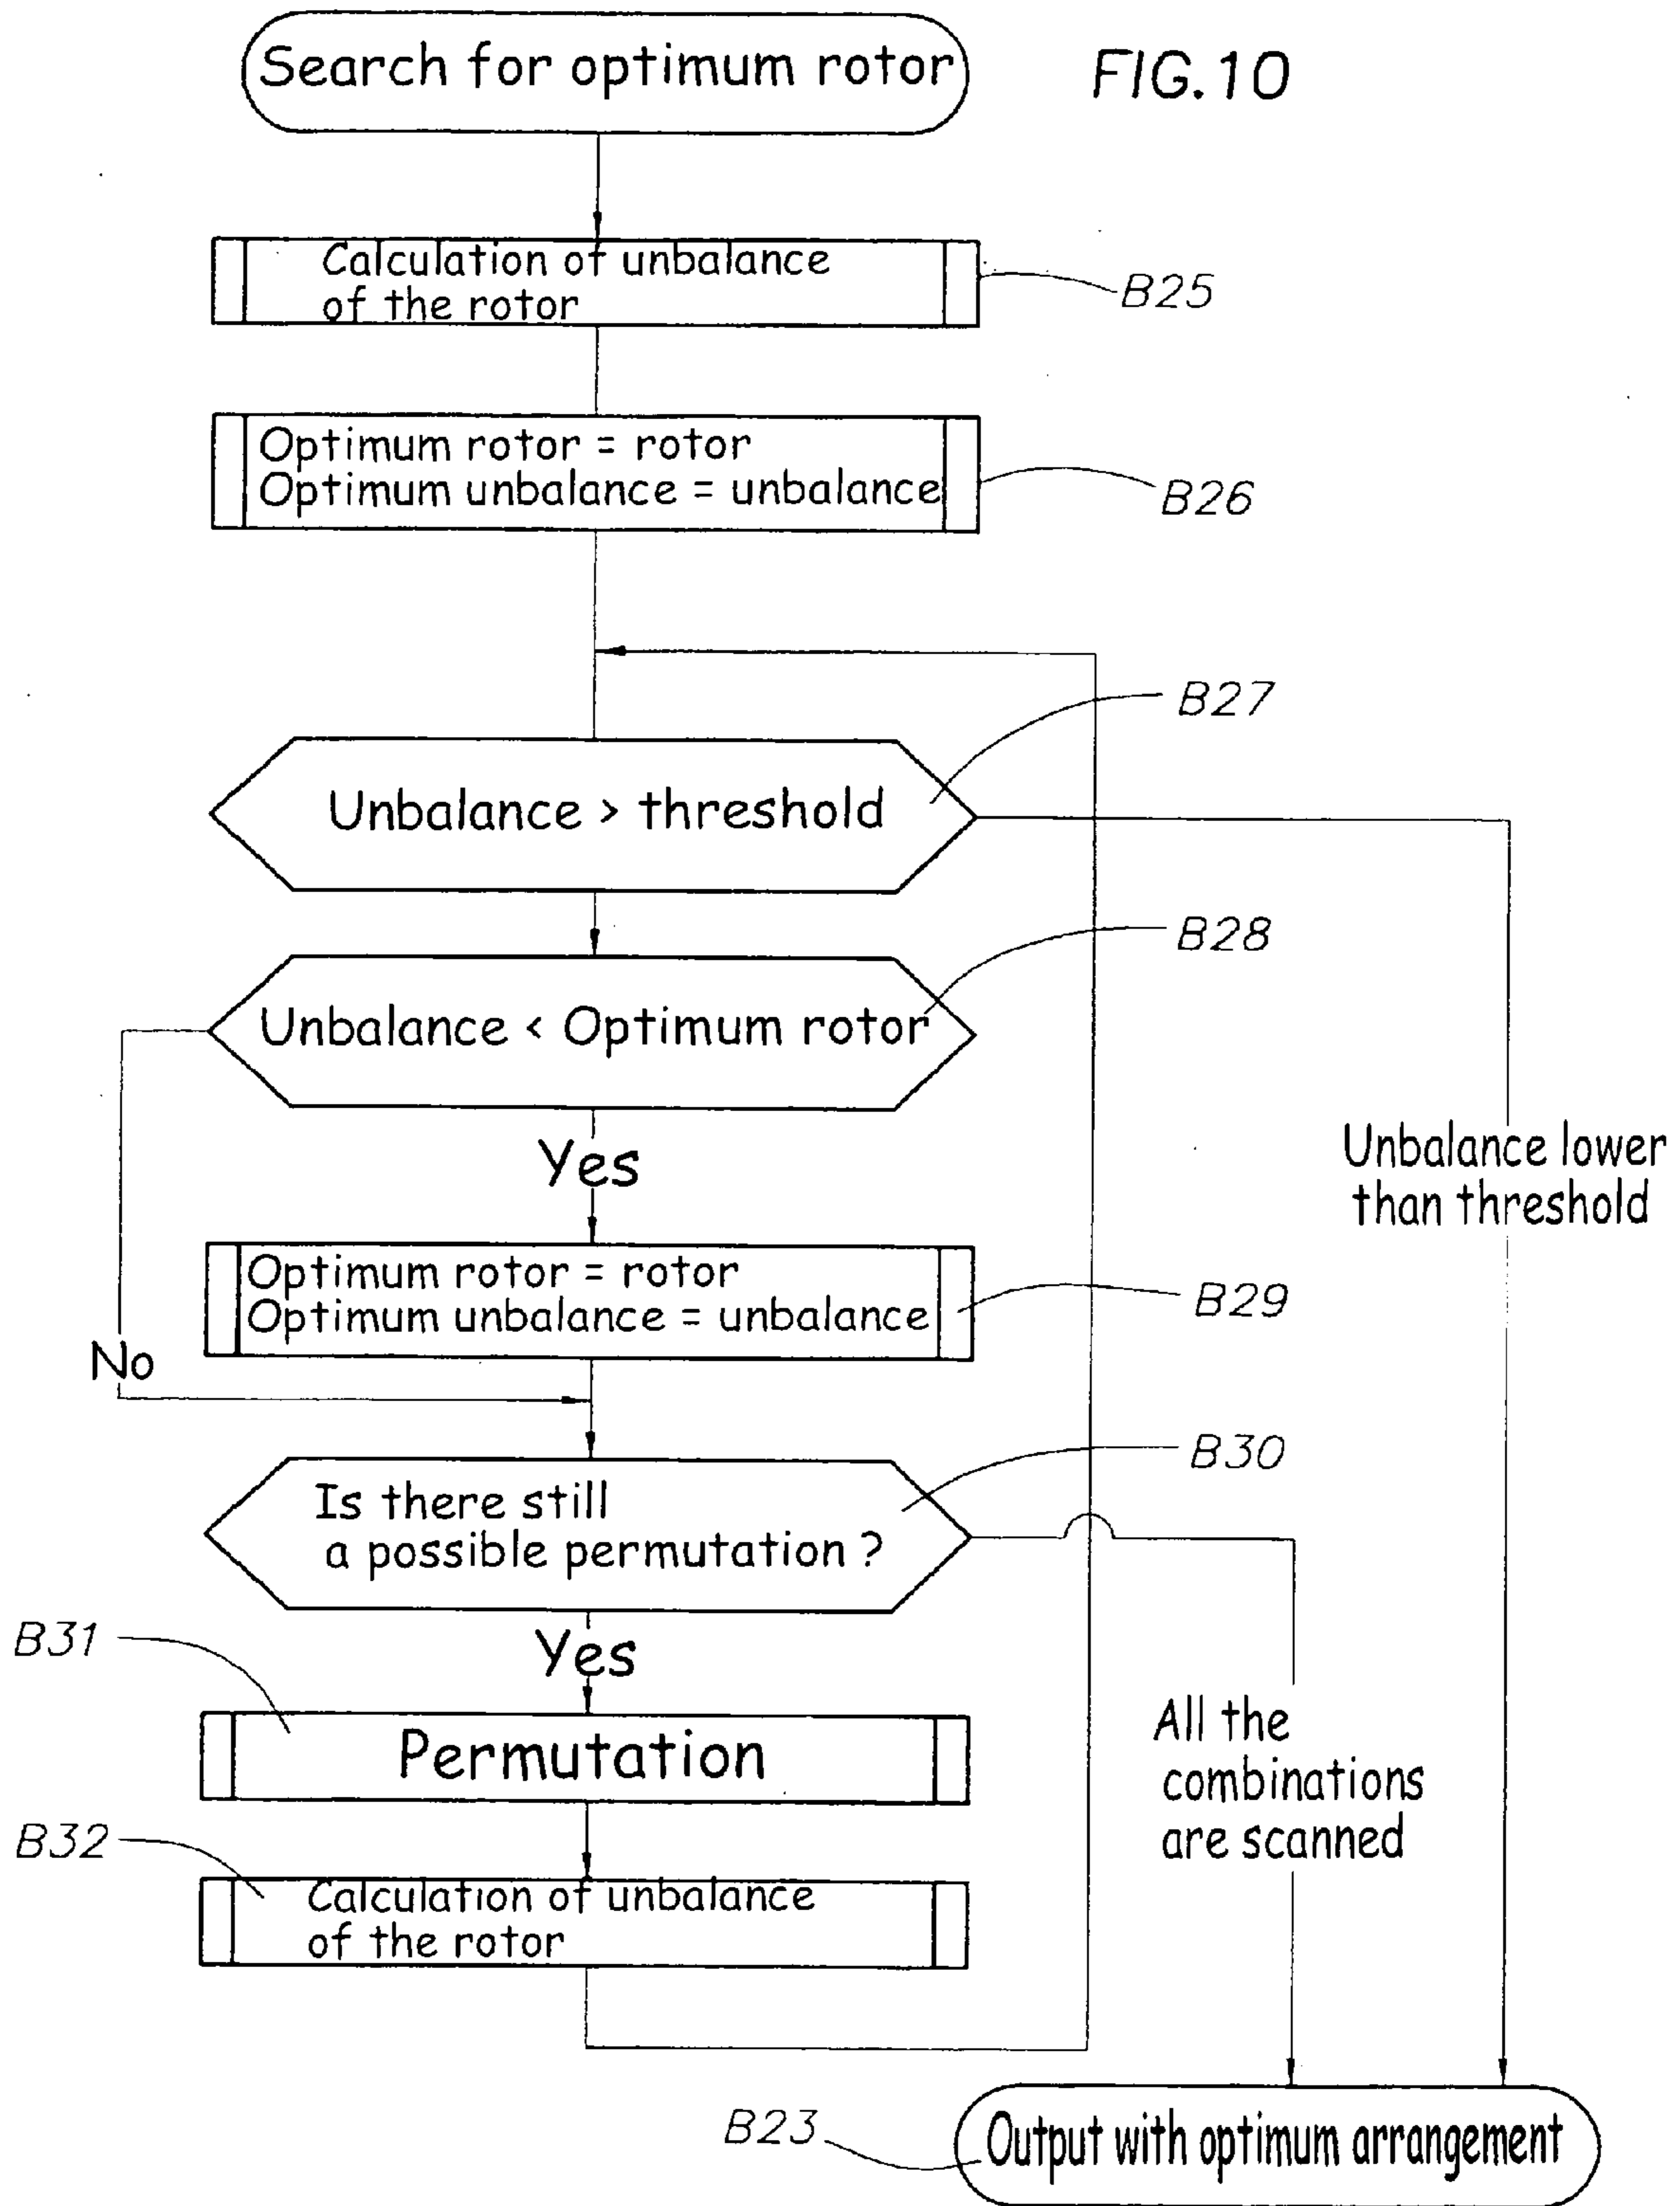 Search for optimum rotor
FIG.10
Calculation of unbalance
of the rotor
B25
Optimum rotor = rotor
Optimum unbalance = unbalance
B26
B27
Unbalance > threshold
B28
Unbalance < Optimum rotor
Yes
Unbalance lower
than threshold
Optimum rotor = rotor
Optimum unbalance = unbalance
B29
No
B30
Is there still
a possible permutation ?
B31
Yes
Permutation
All the
combinations
are scanned
B32
Calculation of unbalance
of the rotor
B23
Output with optimum arrangement